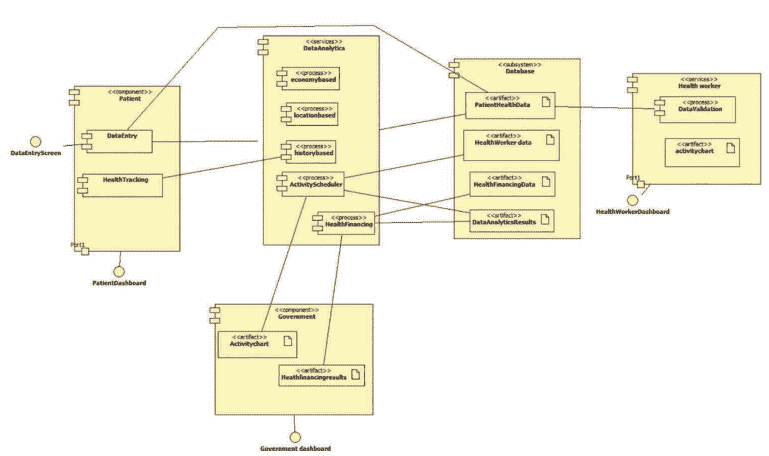 <<component>>
Patient
DataEntry
HealthTracking
DataEntryScreen
Port1
PatientDashboard
<<services>>
DataAnalytics
<<process>>
economybased
<<process>>
locationbased
<<process>>
historybased
<<process>>
ActivityScheduler
<<process>>
HealthFinancing
<<subsystem>>
Database
<<artifact>>
PatientHealthData
<<artifact>>
HealthWorker data
<<artifact>>
HealthFinancingData
<<artifact>>
DataAnalyticsResults
<<services>>
Health worker
<<process>>
DataValidation
<<artifact>>
activitychart
Port1
HealthWorkerDashboard
<<component>>
Government
<<artifact>>
Activitychart
<<artifact>>
Heathfinancingresults
Government dashboard